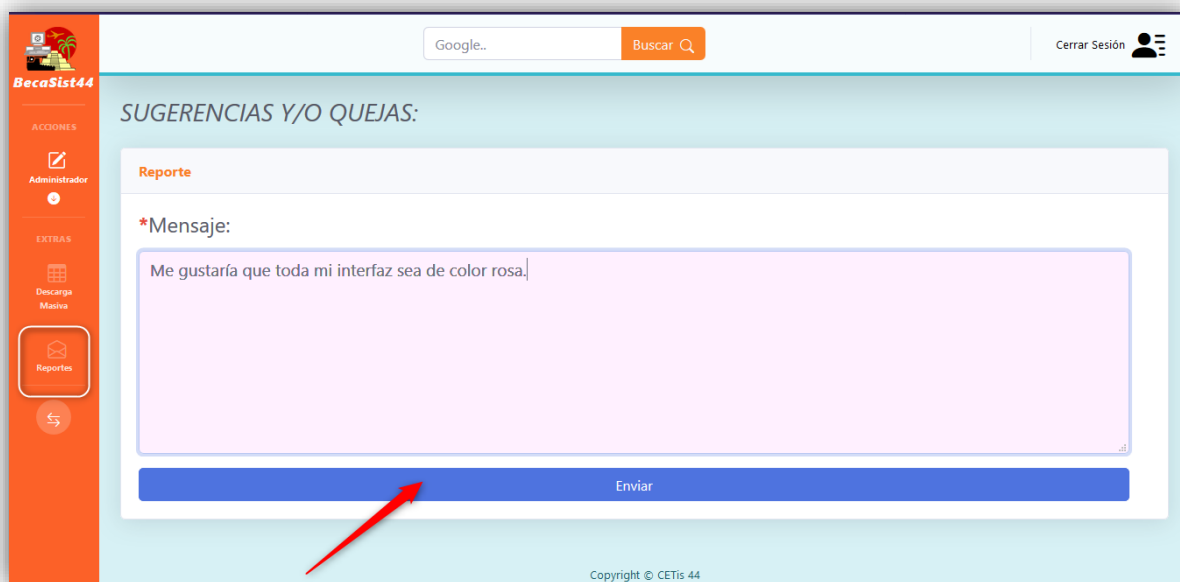 BecaSist44
ACCIONES
Administrador
EXTRAS
Descarga
Masiva
Reportes
Google..
Buscar
Cerrar Sesión
SUGERENCIAS Y/O QUEJAS:
Reporte
*Mensaje:
Me gustaría que toda mi interfaz sea de color rosa.
Enviar
Copyright © CETis 44